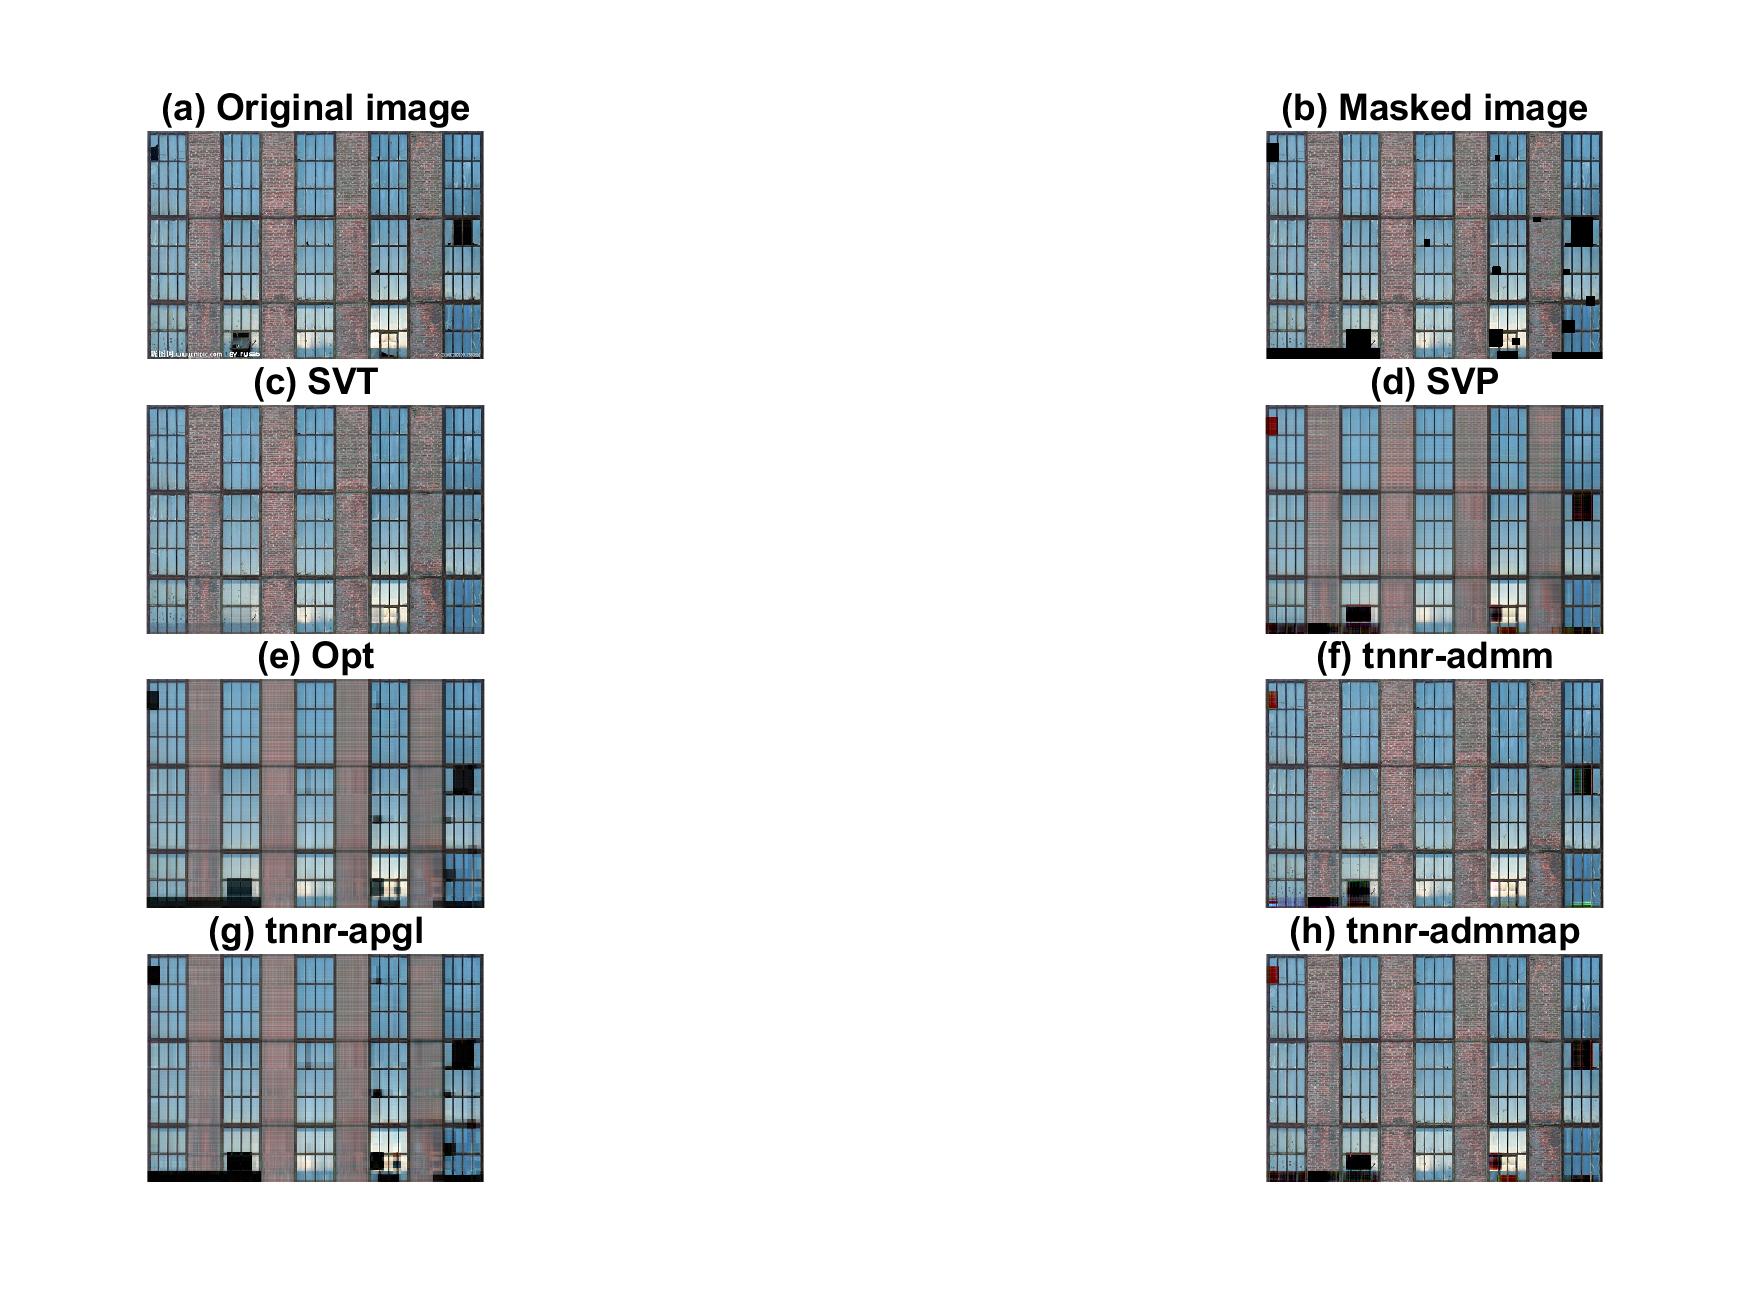 (a) Original image
(b) Masked image
(c) SVT
(d) SVP
(e) Opt
(f) tnnr-admm
(g) tnnr-apgl
(h) tnnr-admmap